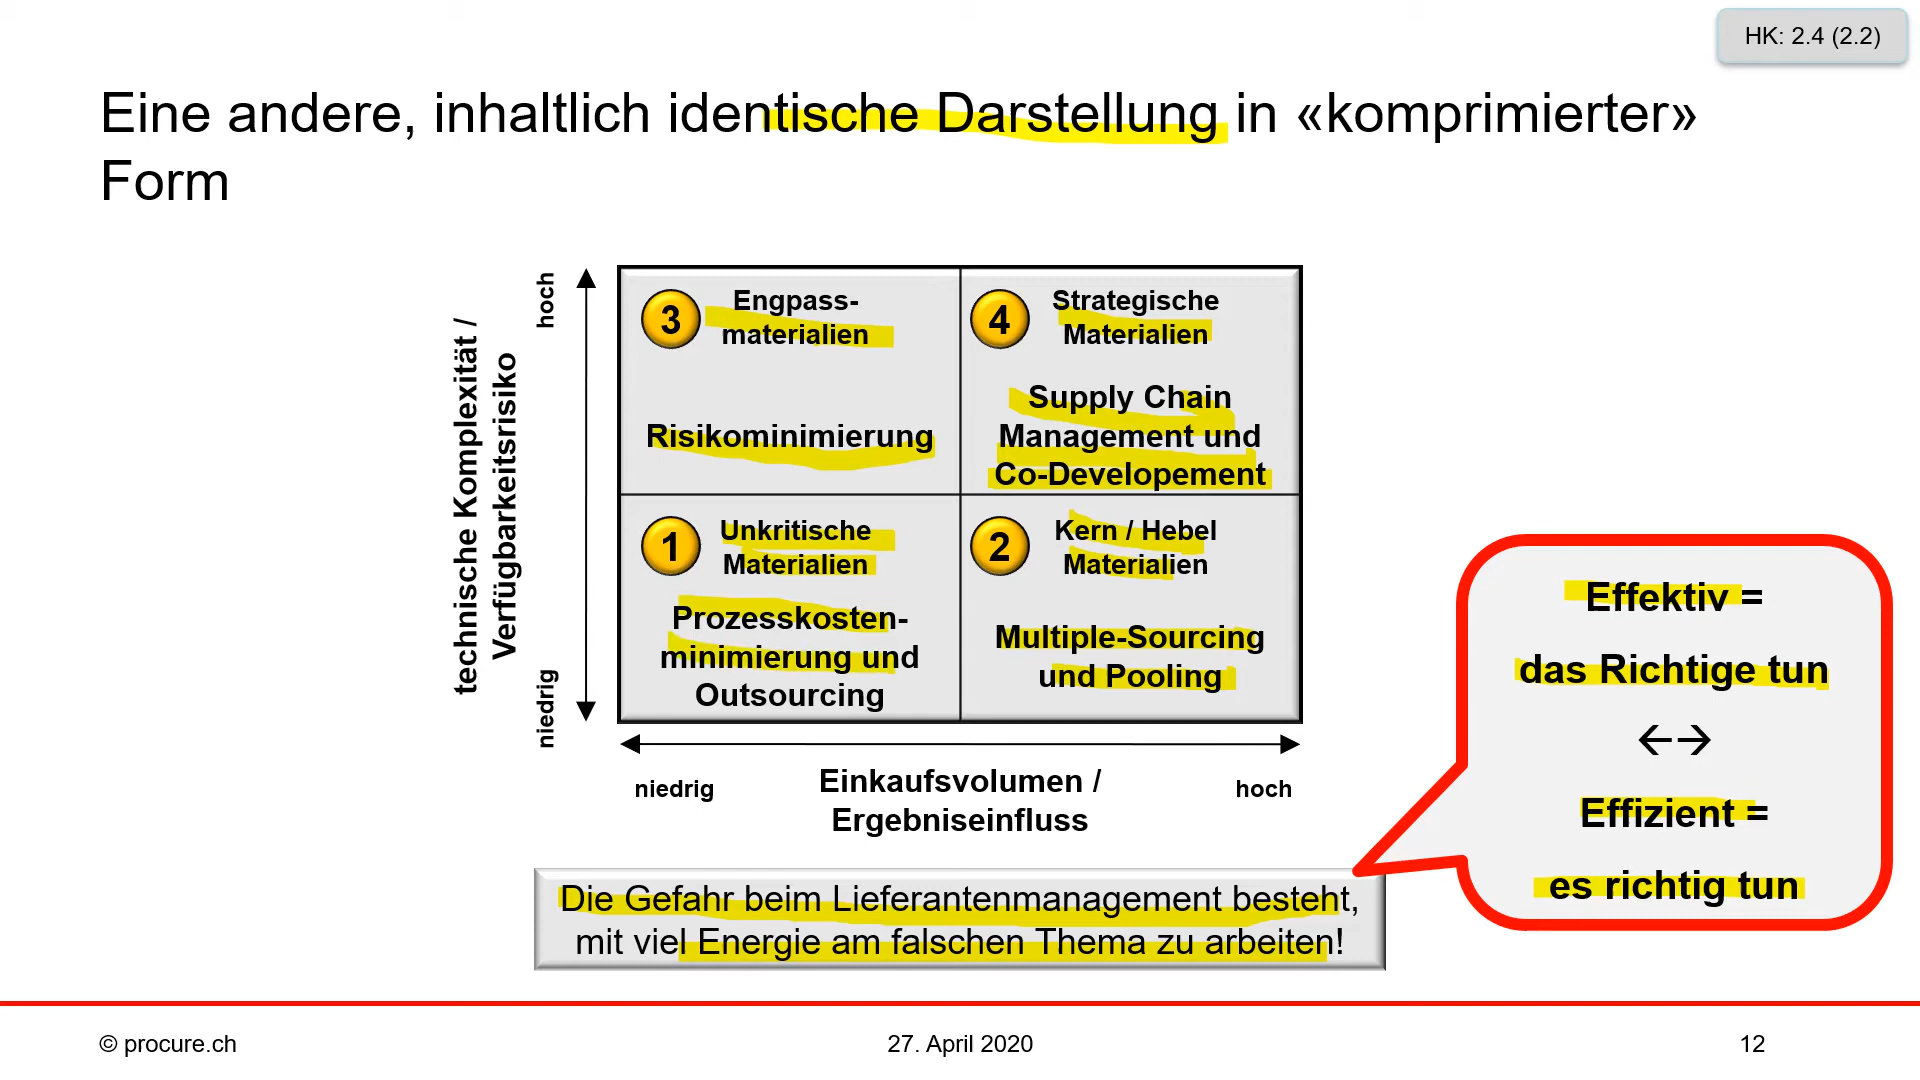 HK: 2.4 (2.2)
Eine andere, inhaltlich identische Darstellung in «komprimierter»
Form
technische Komplexität /
Verfügbarkeitsrisiko
hoch
niedrig
3
Engpass-
materialien
Risikominimierung
4
Strategische
Materialien
Supply Chain
Management und
Co-Developement
1
Unkritische
Materialien
Prozesskosten-
minimierung und
Outsourcing
2
Kern / Hebel
Materialien
Multiple-Sourcing
und Pooling
niedrig
Einkaufsvolumen /
Ergebniseinfluss
hoch
Effektiv =
das Richtige tun
←→
Effizient =
es richtig tun
Die Gefahr beim Lieferantenmanagement besteht,
mit viel Energie am falschen Thema zu arbeiten!
© procure.ch
27. April 2020
12